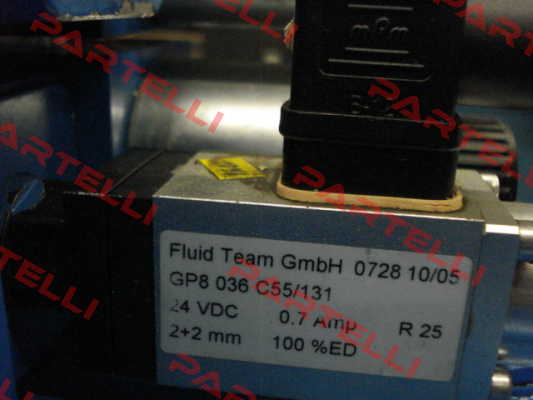 PARTELLI
PARTELLI
PARTELLI
PARTELLI
PARTELLI
Fluid Team GmbH 0728 10/05
GP8 036 C55/131
24 VDC 0.7 Amp R 25
2+2 mm 100 %ED